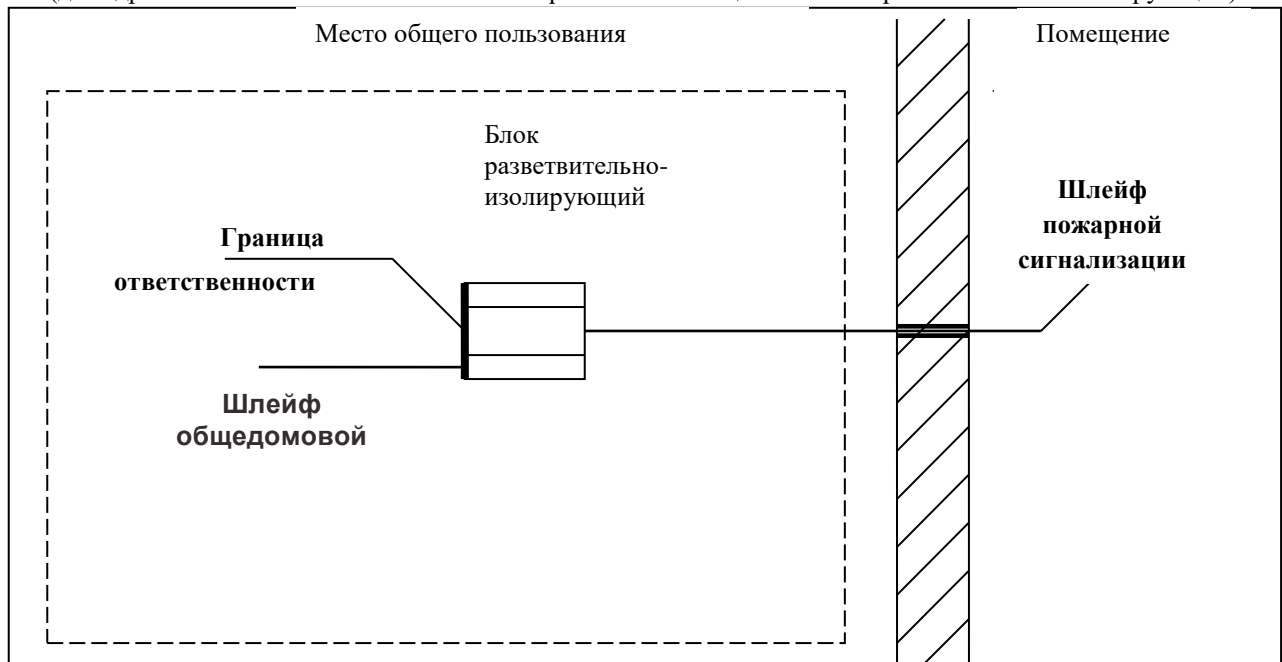 Место общего пользования
Помещение
Блок
разветвительно-
изолирующий
Шлейф
пожарной
сигнализации
Граница
ответственности
Шлейф
общедомовой